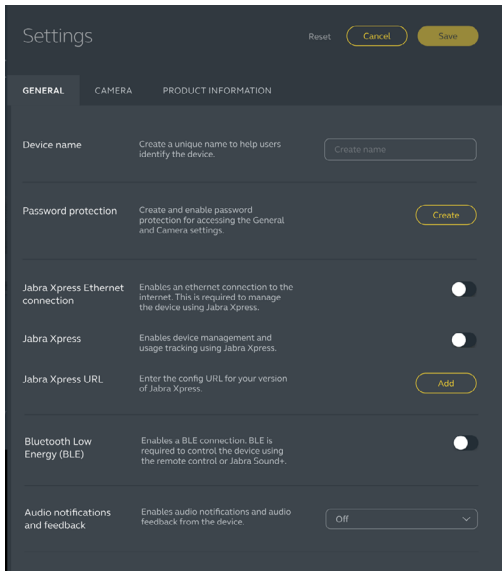 Settings
Reset
Cancel
Save
GENERAL
CAMERA
PRODUCT INFORMATION
Device name
Create a unique name to help users
identify the device.
Create name
Password protection
Create and enable password
protection for accessing the General
and Camera settings.
Create
Jabra Xpress Ethernet
connection
Enables an ethernet connection to the
internet. This is required to manage
the device using Jabra Xpress.
Jabra Xpress
Enables device management and
usage tracking using Jabra Xpress.
Jabra Xpress URL
Enter the config URL for your version
of Jabra Xpress.
Add
Bluetooth Low
Energy (BLE)
Enables a BLE connection. BLE is
required to control the device using
the remote control or Jabra Sound+.
Audio notifications
and feedback
Enables audio notifications and audio
feedback from the device.
Off